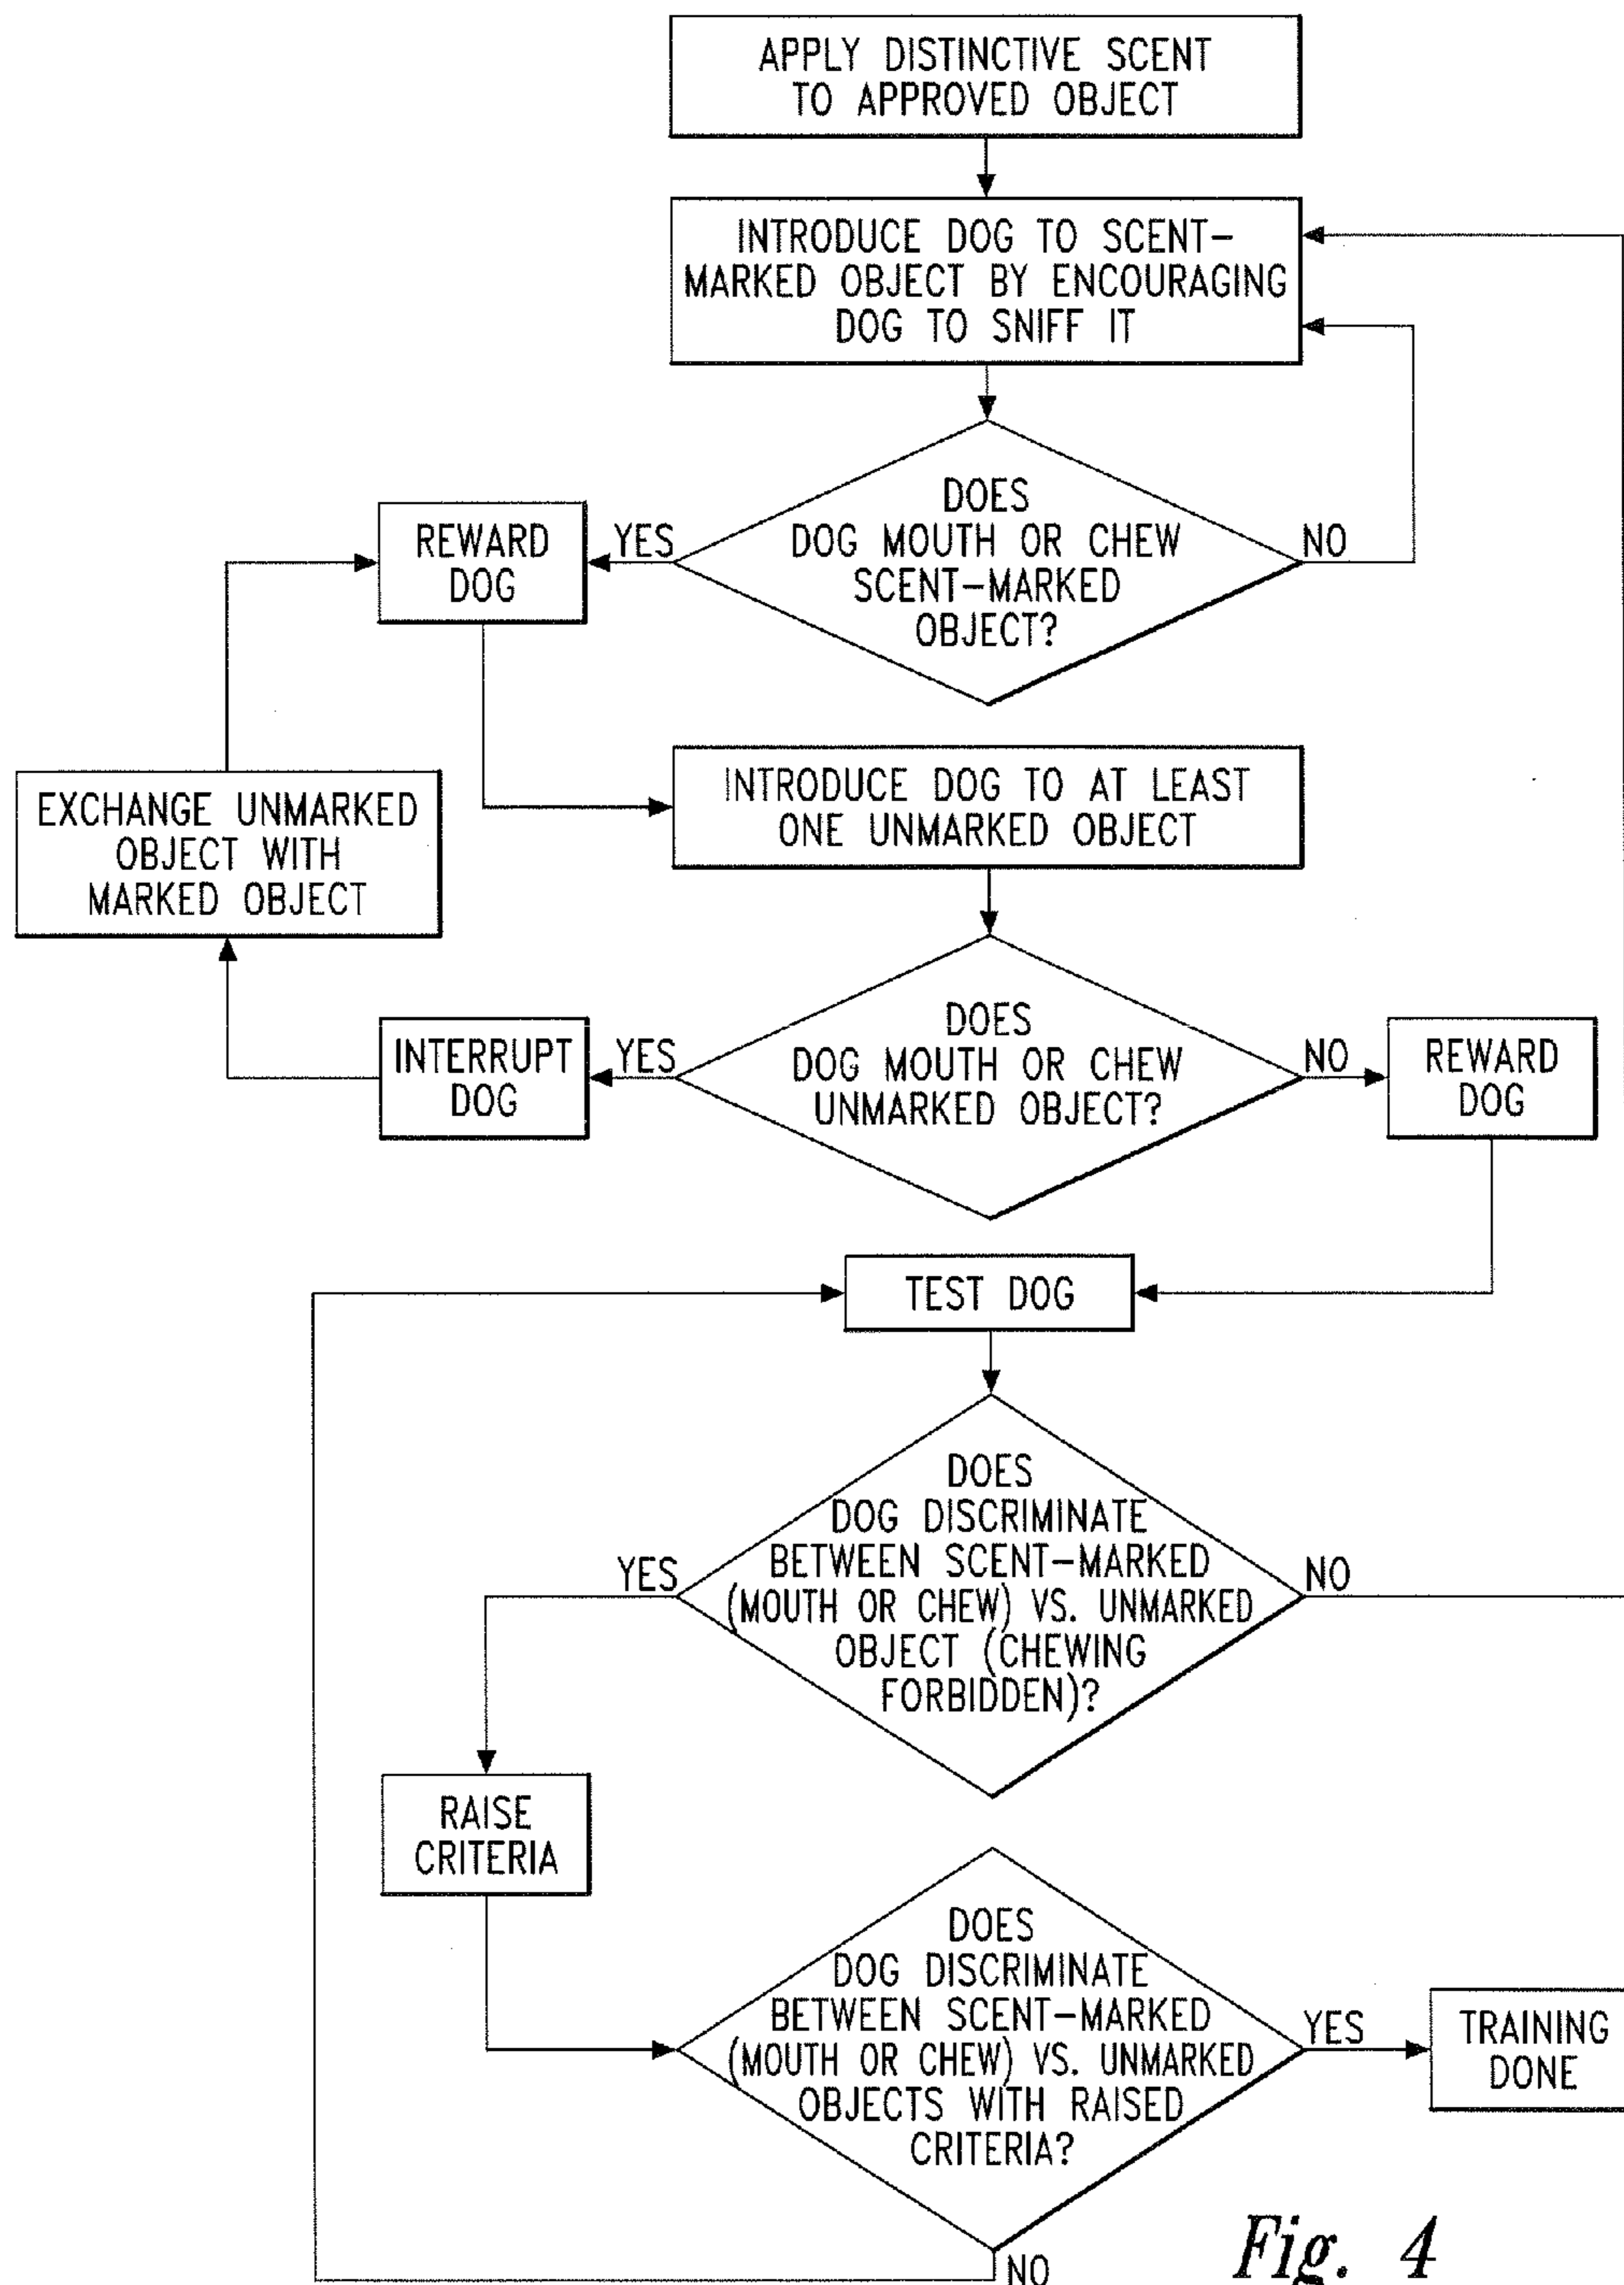 APPLY DISTINCTIVE SCENT
TO APPROVED OBJECT
INTRODUCE DOG TO SCENT-
MARKED OBJECT BY ENCOURAGING
DOG TO SNIFF IT
DOES
DOG MOUTH OR CHEW
SCENT-MARKED
OBJECT?
YES
NO
REWARD
DOG
INTRODUCE DOG TO AT LEAST
ONE UNMARKED OBJECT
EXCHANGE UNMARKED
OBJECT WITH
MARKED OBJECT
DOES
DOG MOUTH OR CHEW
UNMARKED OBJECT?
YES
NO
INTERRUPT
DOG
REWARD
DOG
TEST DOG
DOES
DOG DISCRIMINATE
BETWEEN SCENT-MARKED
(MOUTH OR CHEW) VS. UNMARKED
OBJECT (CHEWING
FORBIDDEN)?
YES
NO
RAISE
CRITERIA
DOES
DOG DISCRIMINATE
BETWEEN SCENT-MARKED
(MOUTH OR CHEW) VS. UNMARKED
OBJECTS WITH RAISED
CRITERIA?
YES
TRAINING
DONE
NO
Fig. 4